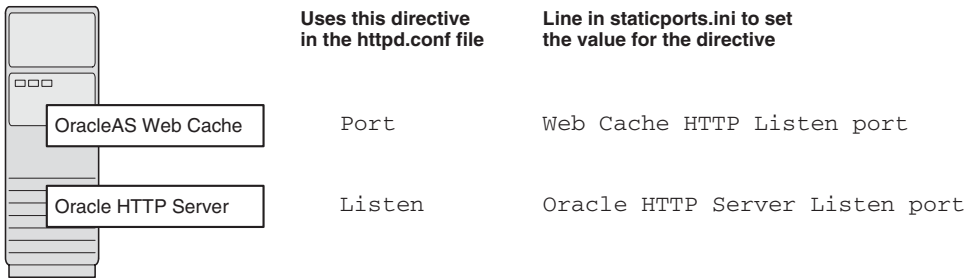 Uses this directive
in the httpd.conf file
Line in staticports.ini to set
the value for the directive
OracleAS Web Cache
Port
Web Cache HTTP Listen port
Oracle HTTP Server
Listen
Oracle HTTP Server Listen port